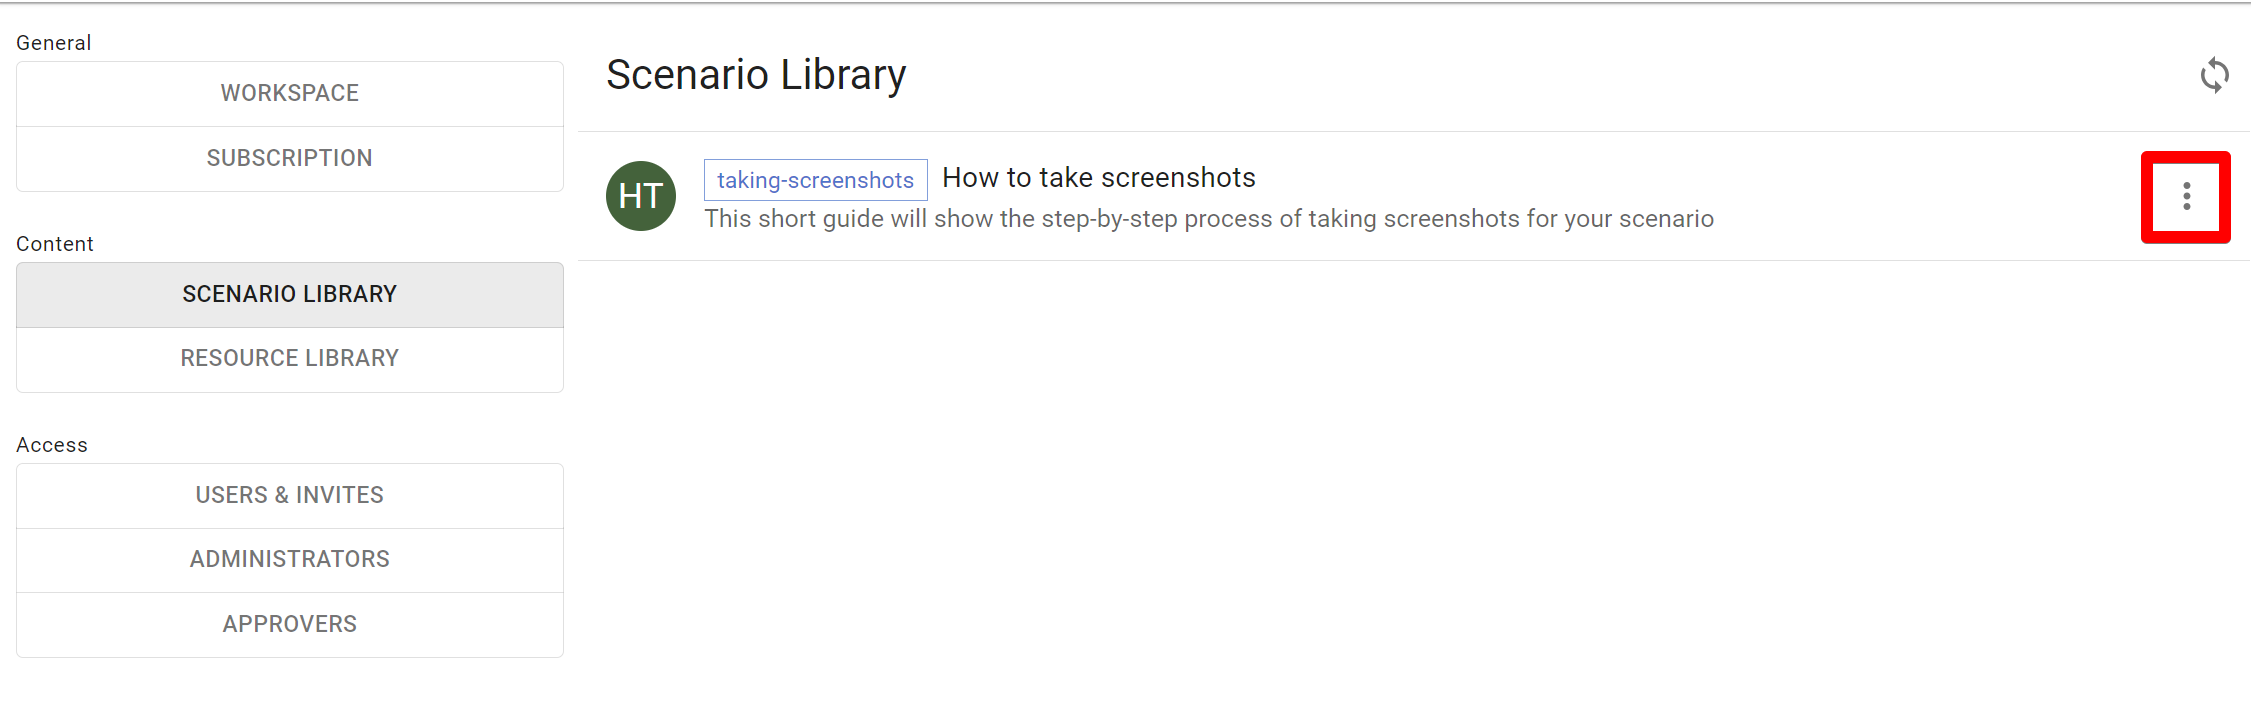 General
WORKSPACE
SUBSCRIPTION
Content
SCENARIO LIBRARY
RESOURCE LIBRARY
Access
USERS & INVITES
ADMINISTRATORS
APPROVERS
Scenario Library
HT
taking-screenshots How to take screenshots
This short guide will show the step-by-step process of taking screenshots for your scenario